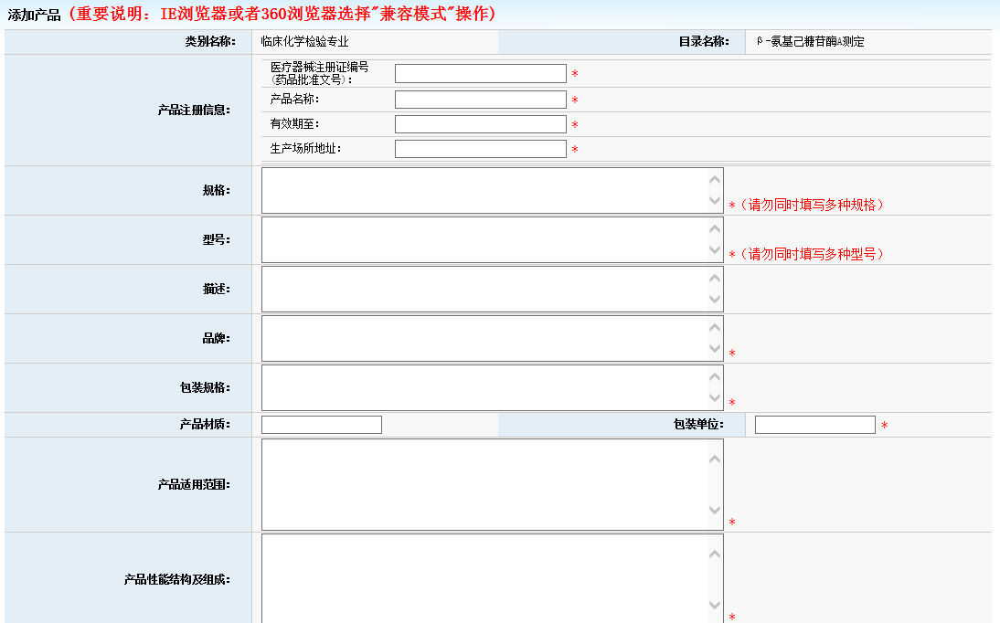 添加产品 (重要说明: IE浏览器或者360浏览器选择"兼容模式"操作)
类别名称: 临床化学检验专业 目录名称: β-氨基己糖苷酶A测定
产品注册信息:
医疗器械注册证编号
(药品批准文号): *
产品名称: *
有效期至: *
生产场所地址: *
规格: *(请勿同时填写多种规格)
型号: *(请勿同时填写多种型号)
描述:
品牌: *
包装规格: *
产品材质: 包装单位: *
产品适用范围: *
产品性能结构及组成: *